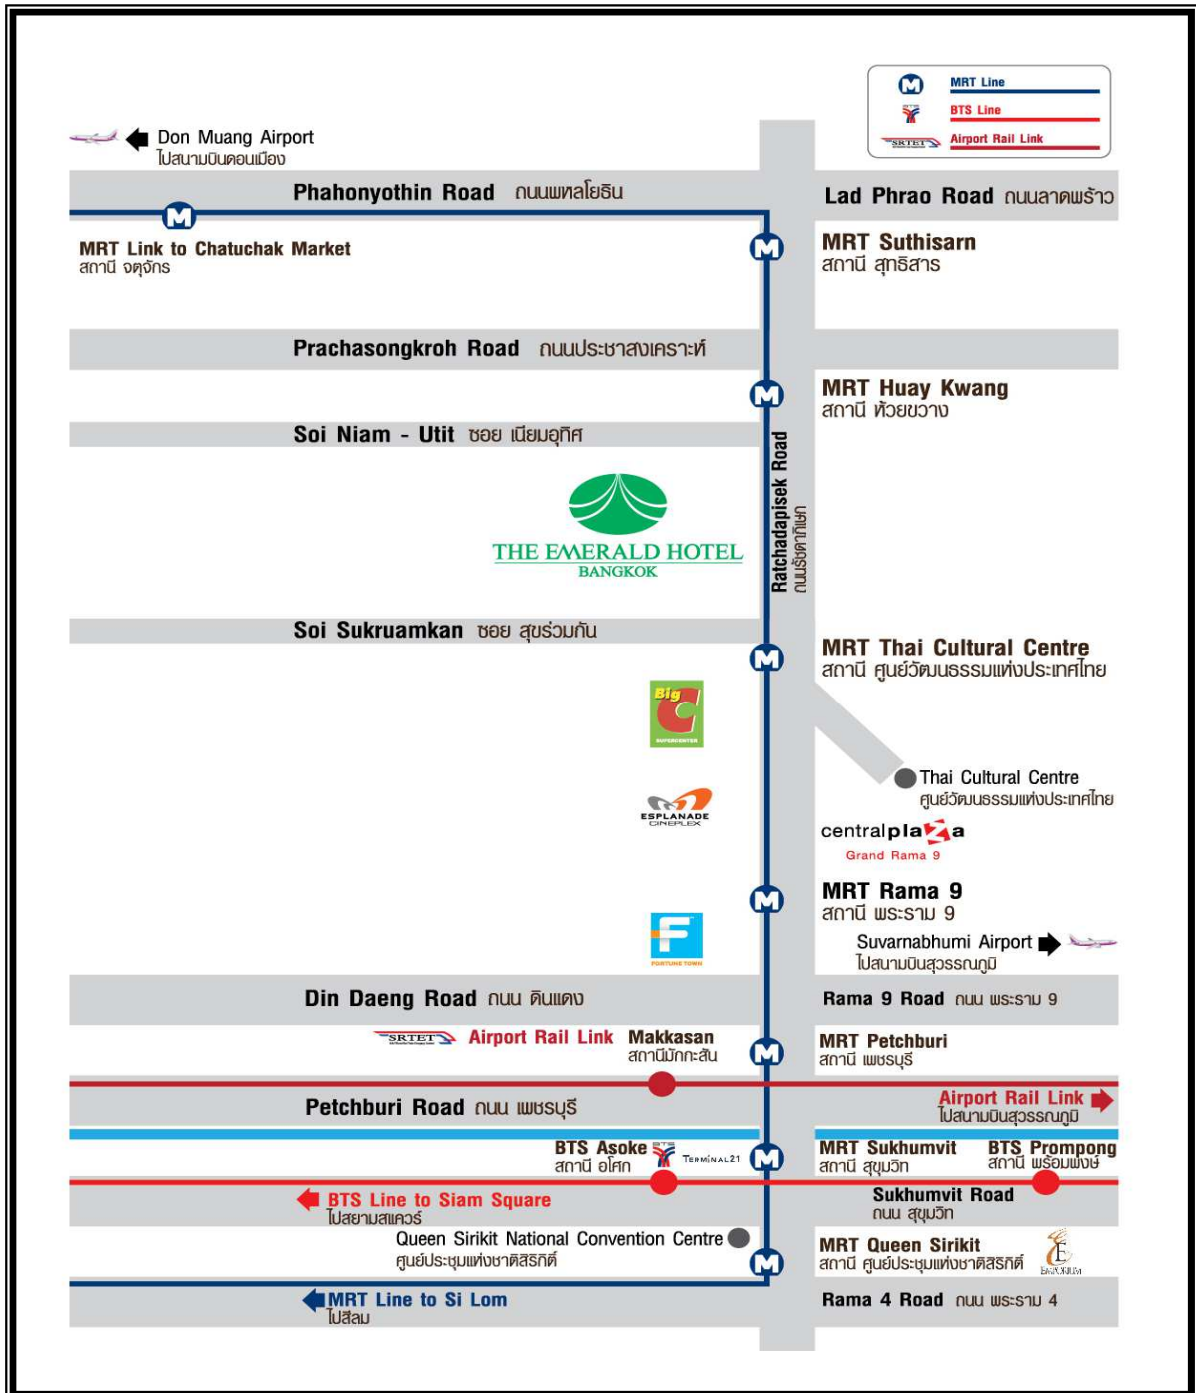 MRT Line
BTS
BTS Line
SRTET
Airport Rail Link
Don Muang Airport
ไปสนามบินดอนเมือง
Phahonyothin Road ถนนพหลโยธิน
Lad Phrao Road ถนนลาดพร้าว
M
M
MRT Link to Chatuchak Market
สถานี จตุจักร
MRT Suthisarn
สถานี สุทธิสาร
Prachasongkroh Road ถนนประชาสงเคราะห์
M
MRT Huay Kwang
สถานี ห้วยขวาง
Soi Niam - Utit ซอย เนียมอุทิศ
Ratchadapisek Road
ถนนรัชดาภิเษก
THE EMERALD HOTEL
BANGKOK
Soi Sukruamkan ซอย สุขร่วมกัน
M
MRT Thai Cultural Centre
สถานี ศูนย์วัฒนธรรมแห่งประเทศไทย
Big C
SUPERCENTER
Thai Cultural Centre
ศูนย์วัฒนธรรมแห่งประเทศไทย
ESPLANADE
CINEPLEX
centralplaza
Grand Rama 9
M
MRT Rama 9
สถานี พระราม 9
F
FORTUNE TOWN
Suvarnabhumi Airport
ไปสนามบินสุวรรณภูมิ
Din Daeng Road ถนน ดินแดง
Rama 9 Road ถนน พระราม 9
SRTET Airport Rail Link Makkasan
สถานีมักกะสัน
M
MRT Petchburi
สถานี เพชรบุรี
Petchburi Road ถนน เพชรบุรี
Airport Rail Link
ไปสนามบินสุวรรณภูมิ
BTS Asoke
สถานี อโศก
BTS
TERMINAL21
M
MRT Sukhumvit
สถานี สุขุมวิท
BTS Prompong
สถานี พร้อมพงษ์
BTS Line to Siam Square
ไปสยามสแควร์
Sukhumvit Road
ถนน สุขุมวิท
Queen Sirikit National Convention Centre
ศูนย์ประชุมแห่งชาติสิริกิติ์
M
MRT Queen Sirikit
สถานี ศูนย์ประชุมแห่งชาติสิริกิติ์
E
EMPORIUM
MRT Line to Si Lom
ไปสีลม
Rama 4 Road ถนน พระราม 4